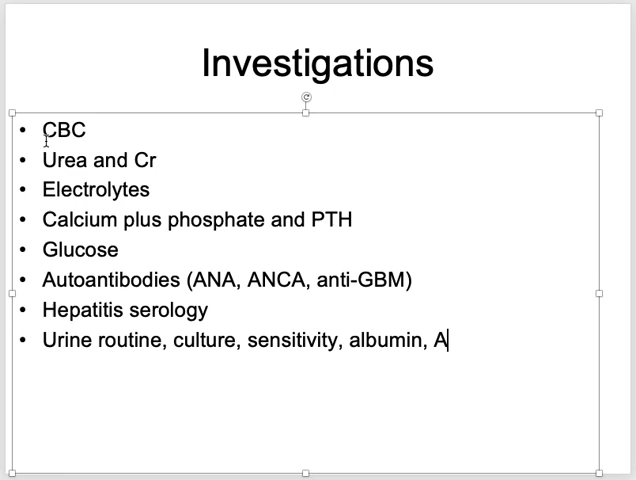 Investigations
• CBC
• Urea and Cr
• Electrolytes
• Calcium plus phosphate and PTH
• Glucose
• Autoantibodies (ANA, ANCA, anti-GBM)
• Hepatitis serology
• Urine routine, culture, sensitivity, albumin, A